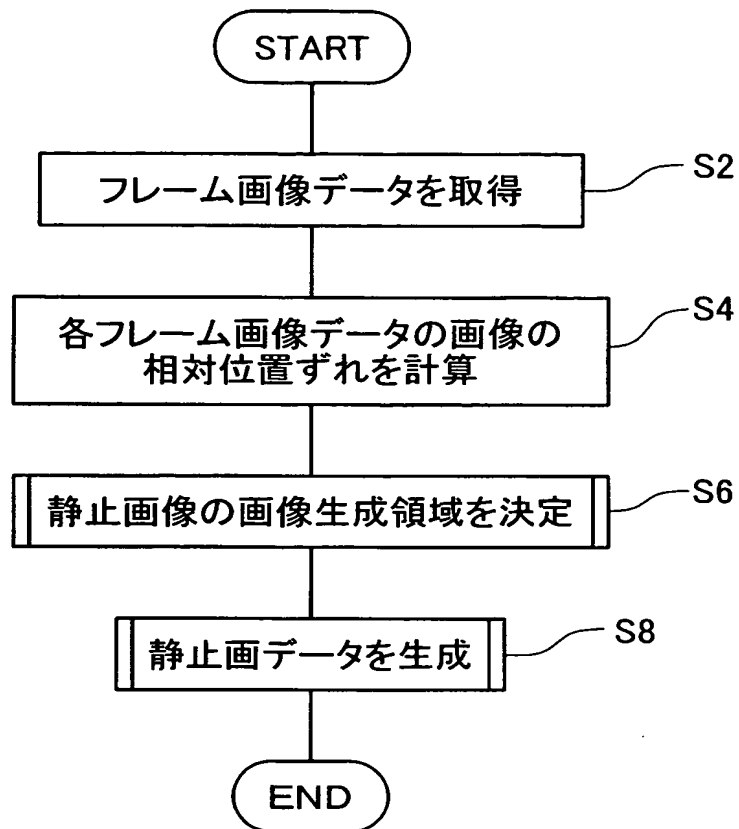 START
フレーム画像データを取得
S2
各フレーム画像データの画像の
相対位置ずれを計算
S4
静止画像の画像生成領域を決定
S6
静止画データを生成
S8
END